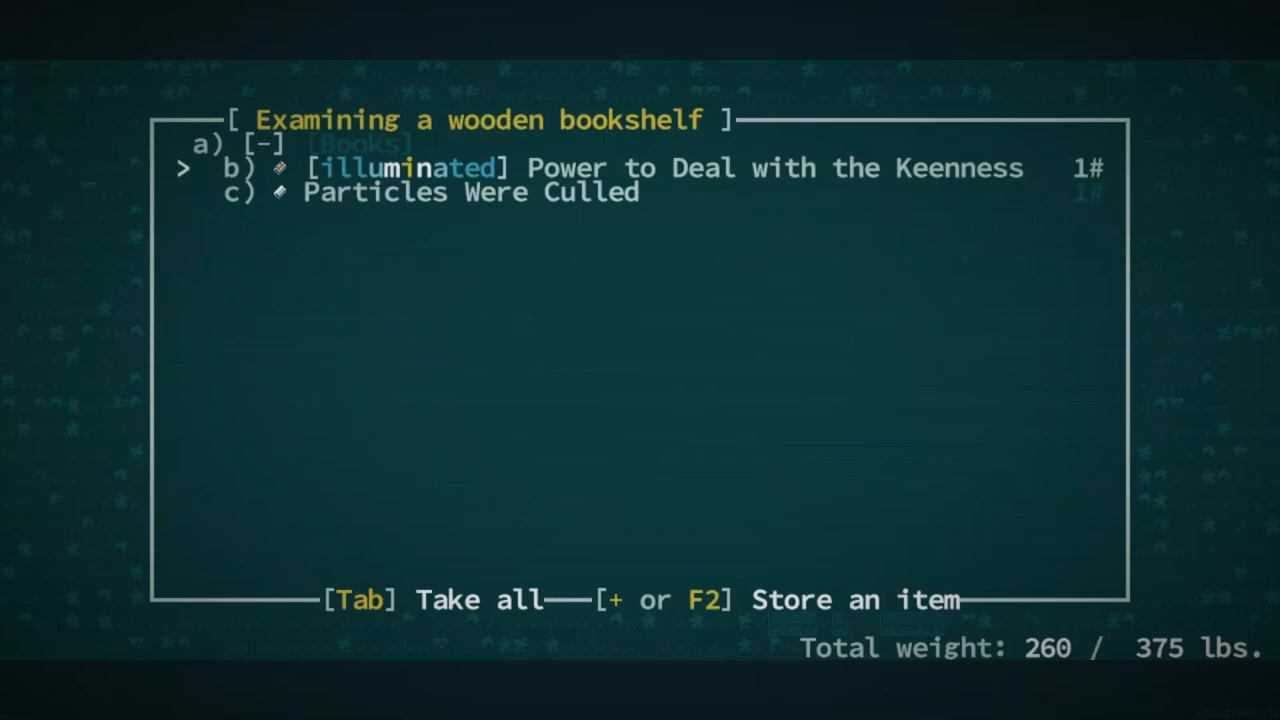 [ Examining a wooden bookshelf ]
a) [-] [Books]
> b) [illuminated] Power to Deal with the Keenness 1#
c) Particles Were Culled 1#
[Tab] Take all [+ or F2] Store an item
Total weight: 260 / 375 lbs.